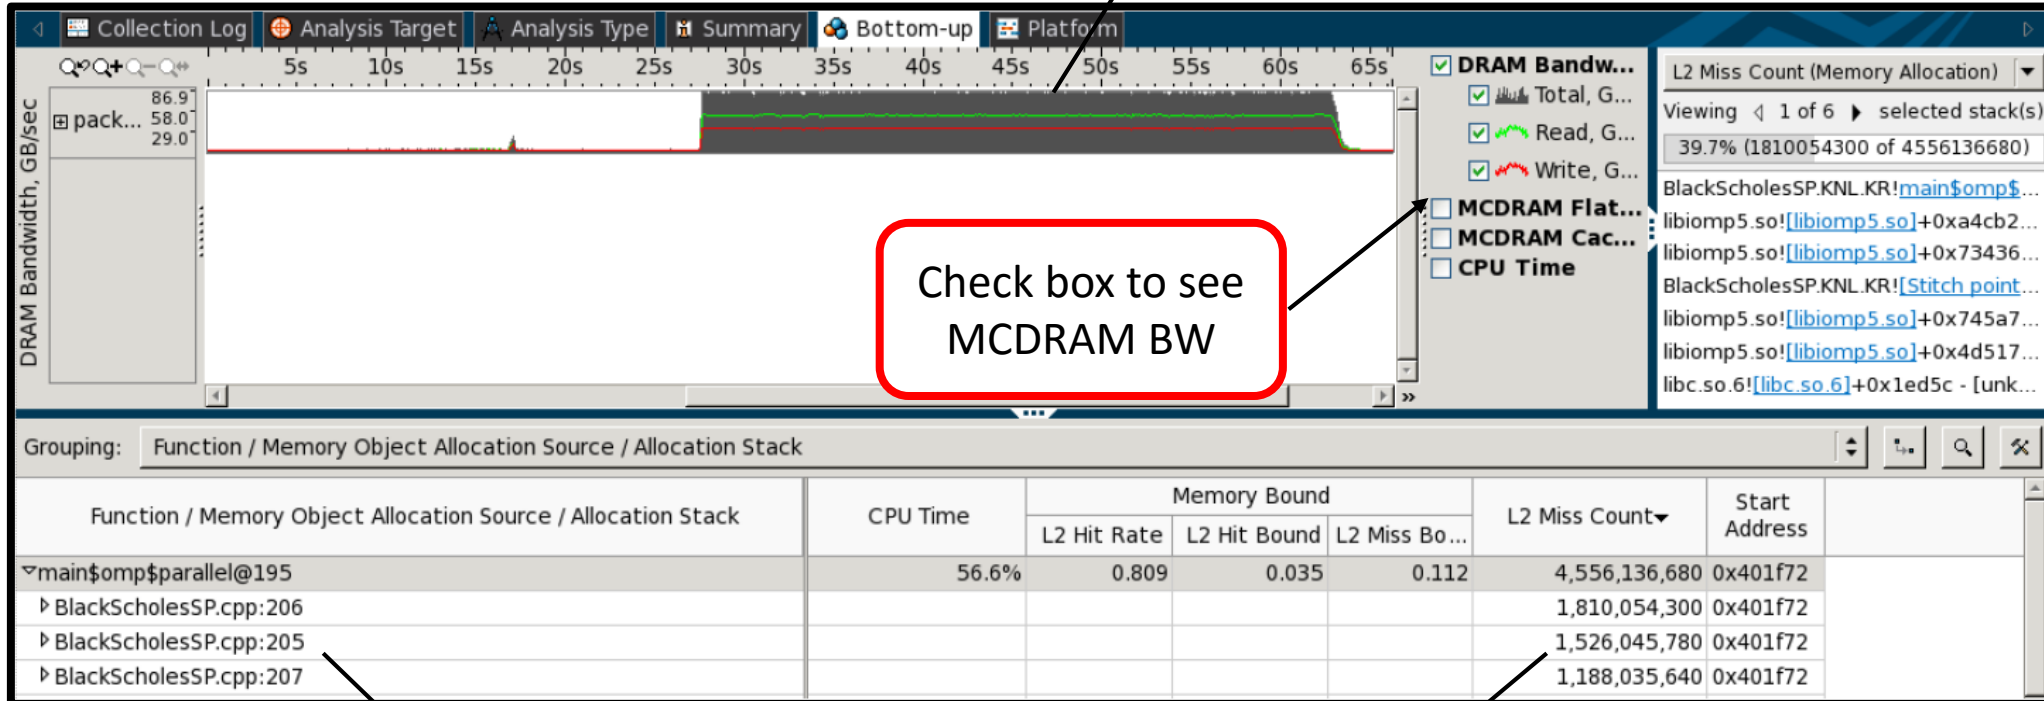 Collection Log Analysis Target Analysis Type Summary Bottom-up Platform
5s 10s 15s 20s 25s 30s 35s 40s 45s 50s 55s 60s 65s
DRAM Bandwidth, GB/sec
pack...
86.9
58.0
29.0
DRAM Bandw...
Total, G...
Read, G...
Write, G...
MCDRAM Flat...
MCDRAM Cac...
CPU Time
Check box to see
MCDRAM BW
L2 Miss Count (Memory Allocation)
Viewing 1 of 6 selected stack(s)
39.7% (1810054300 of 4556136680)
BlackScholesSP.KNL.KR!main$omp$...
libiomp5.so![libiomp5.so]+0xa4cb2...
libiomp5.so![libiomp5.so]+0x73436...
BlackScholesSP.KNL.KR![Stitch point...
libiomp5.so![libiomp5.so]+0x745a7...
libiomp5.so![libiomp5.so]+0x4d517...
libc.so.6![libc.so.6]+0x1ed5c - [unk...
»
Grouping: Function / Memory Object Allocation Source / Allocation Stack
Function / Memory Object Allocation Source / Allocation Stack CPU Time Memory Bound L2 Miss Count Start Address
L2 Hit Rate L2 Hit Bound L2 Miss Bo...
main$omp$parallel@195 56.6% 0.809 0.035 0.112 4,556,136,680 0x401f72
BlackScholesSP.cpp:206 1,810,054,300 0x401f72
BlackScholesSP.cpp:205 1,526,045,780 0x401f72
BlackScholesSP.cpp:207 1,188,035,640 0x401f72